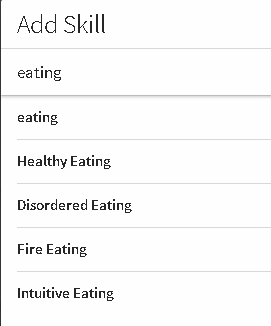 Add Skill
eating
eating
Healthy Eating
Disordered Eating
Fire Eating
Intuitive Eating